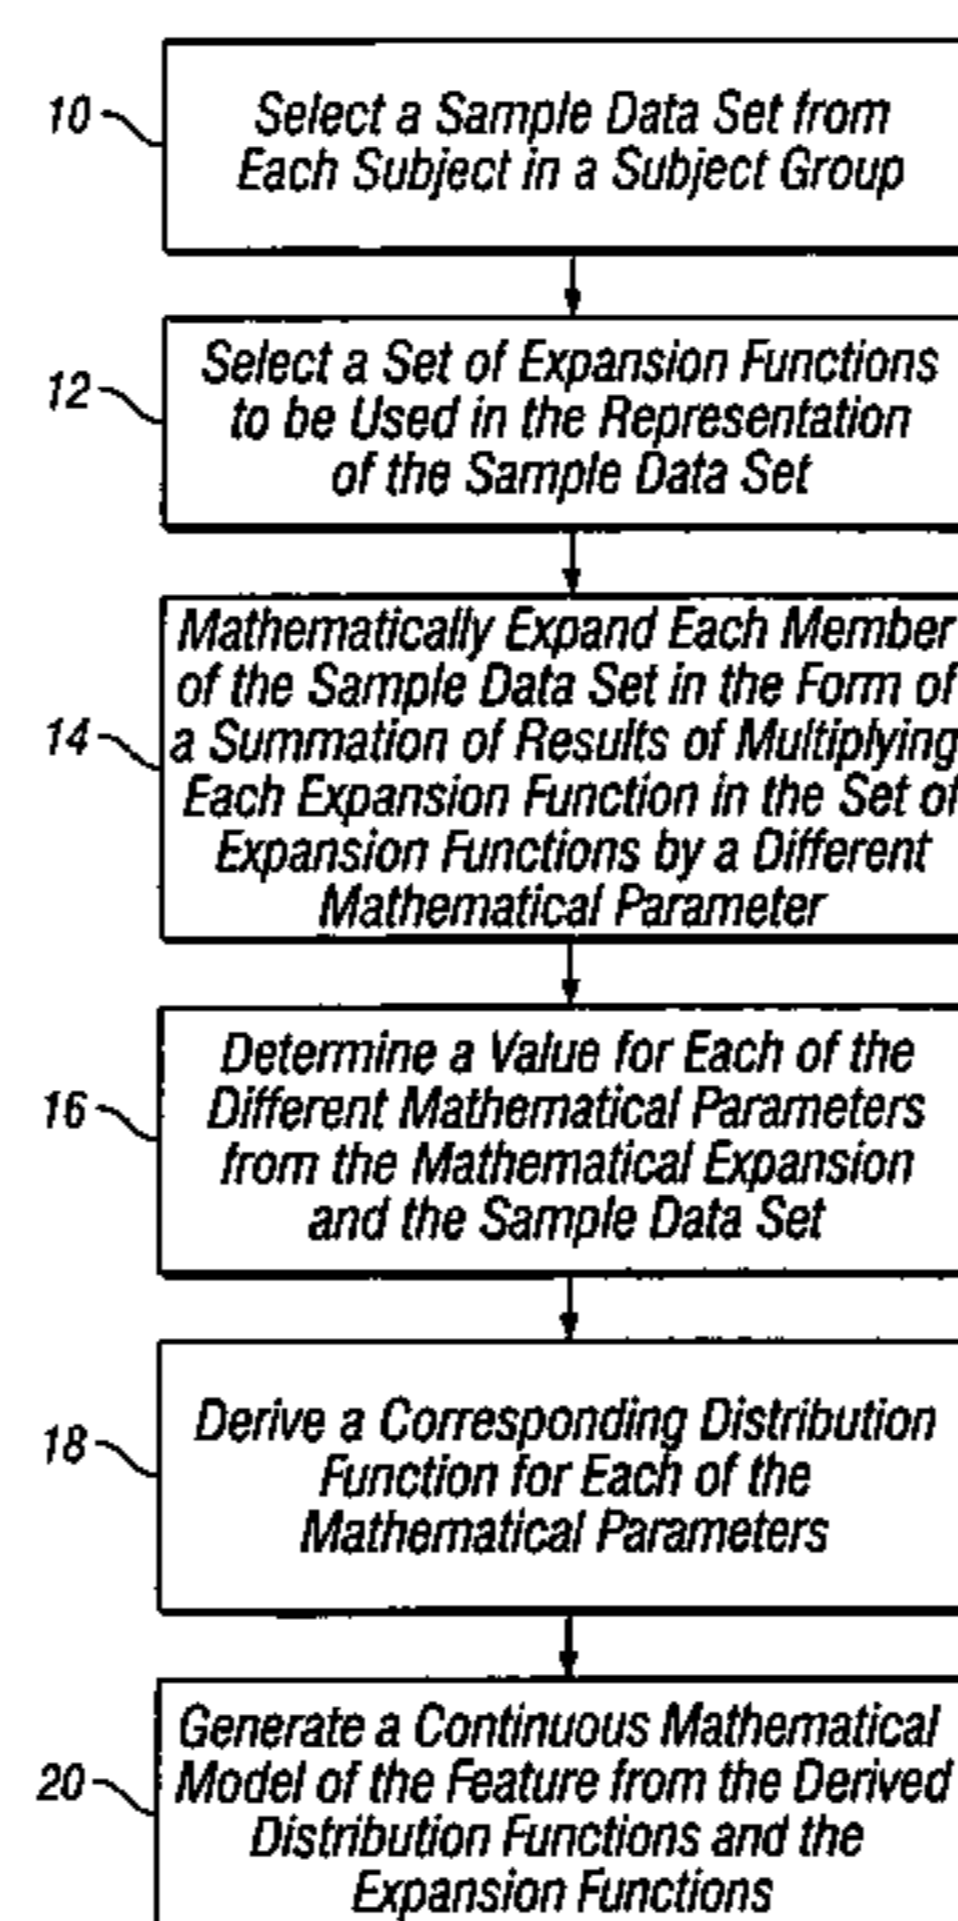 10
Select a Sample Data Set from
Each Subject in a Subject Group
12
Select a Set of Expansion Functions
to be Used in the Representation
of the Sample Data Set
14
Mathematically Expand Each Member
of the Sample Data Set in the Form of
a Summation of Results of Multiplying
Each Expansion Function in the Set of
Expansion Functions by a Different
Mathematical Parameter
16
Determine a Value for Each of the
Different Mathematical Parameters
from the Mathematical Expansion
and the Sample Data Set
18
Derive a Corresponding Distribution
Function for Each of the
Mathematical Parameters
20
Generate a Continuous Mathematical
Model of the Feature from the Derived
Distribution Functions and the
Expansion Functions